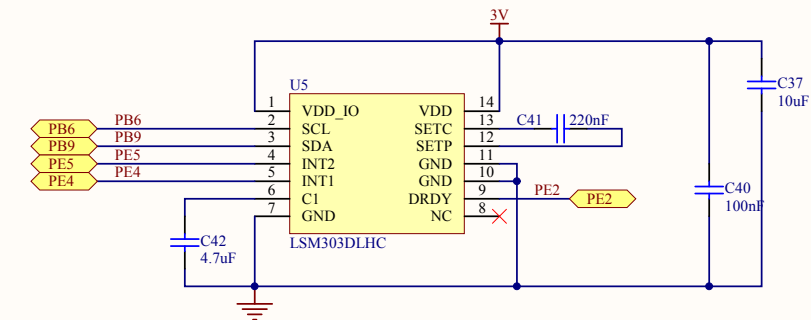 3V
U5
C37
10uF
1 VDD_IO VDD 14
PB6 PB6 2 SCL SETC 13 C41 220nF
PB9 PB9 3 SDA SETP 12
PE5 PE5 4 INT2 GND 11
PE4 PE4 5 INT1 GND 10
6 C1 DRDY 9 PE2 PE2
7 GND NC 8
C40
100nF
C42
4.7uF
LSM303DLHC